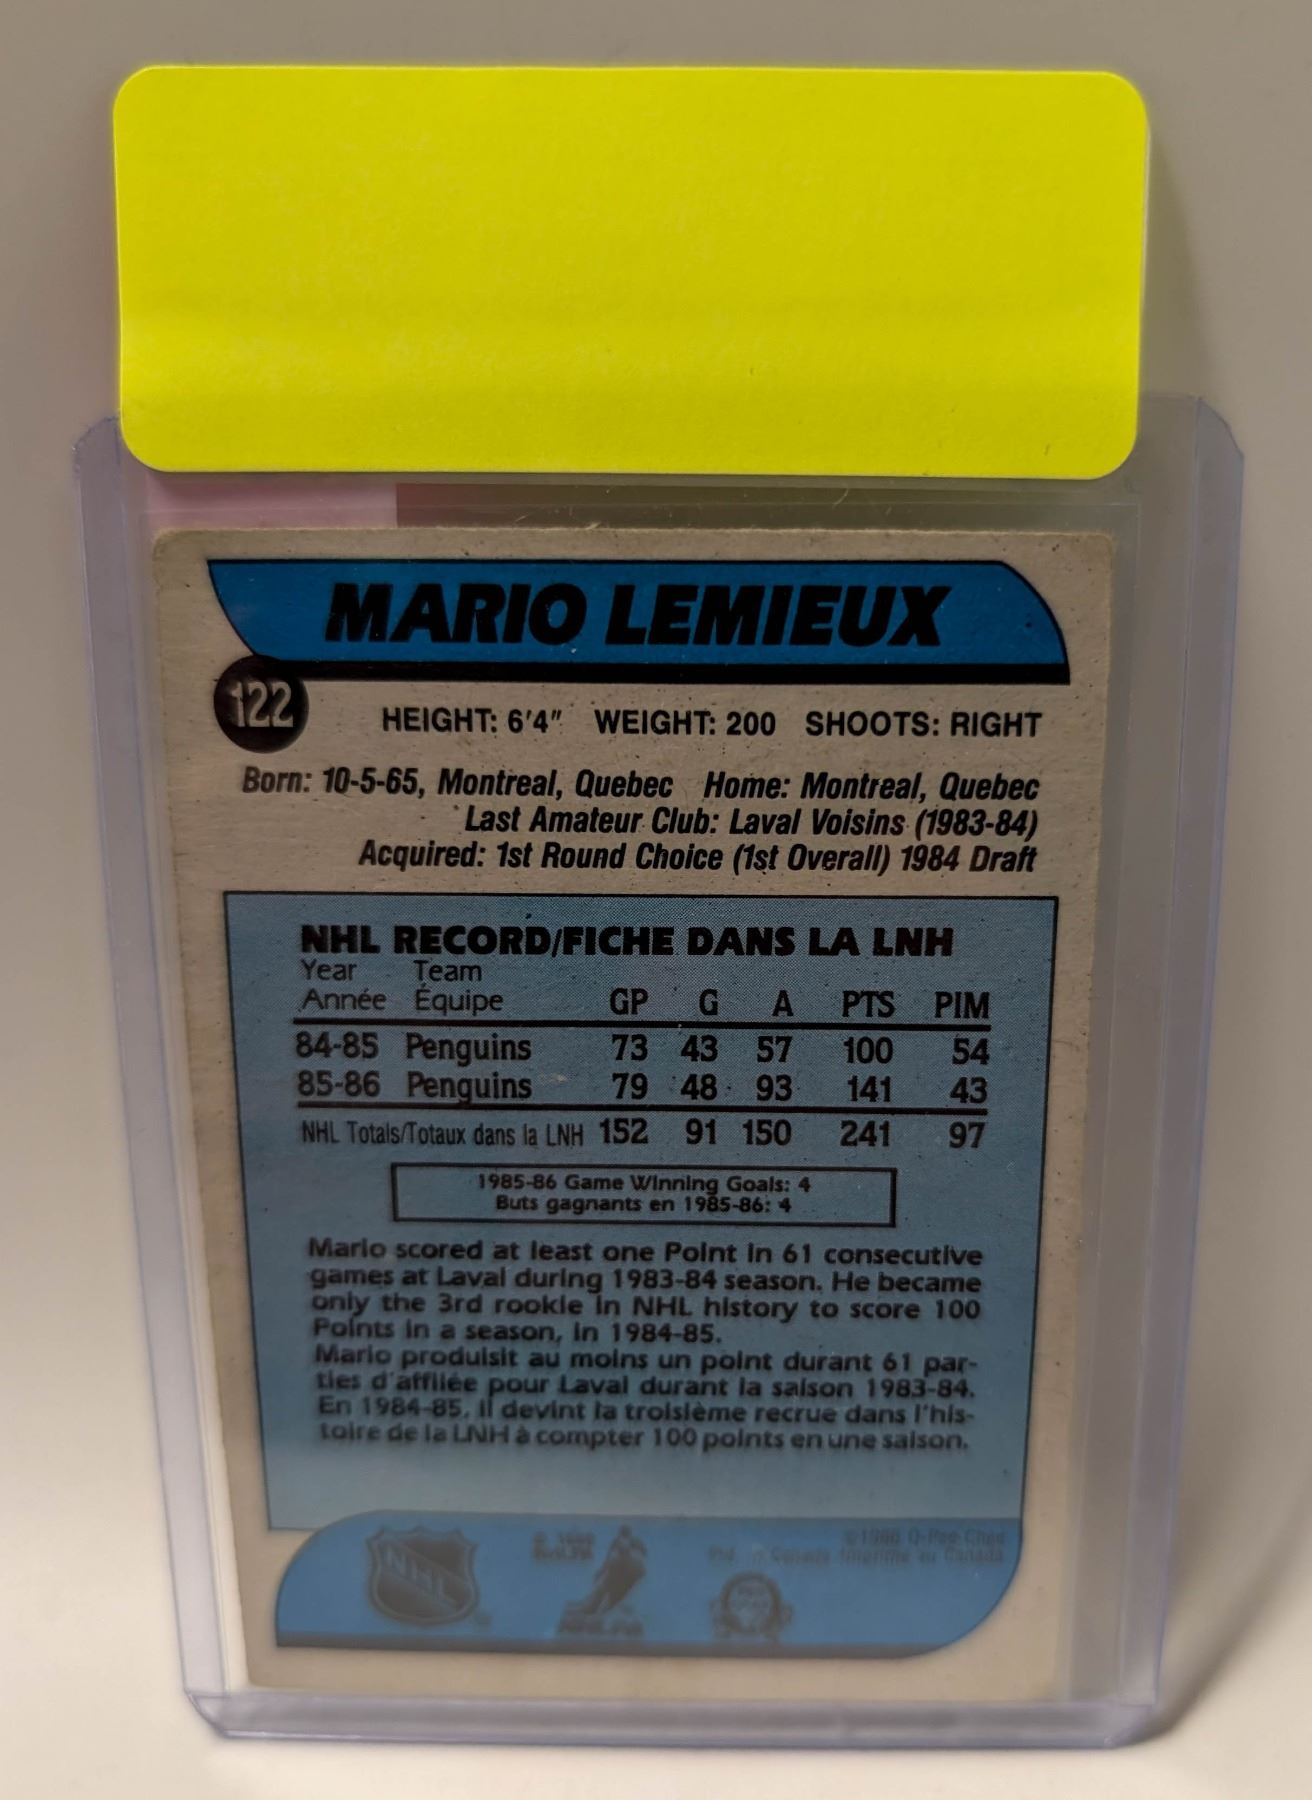 MARIO LEMIEUX
122
HEIGHT: 6'4" WEIGHT: 200 SHOOTS: RIGHT
Born: 10-5-65, Montreal, Quebec Home: Montreal, Quebec
Last Amateur Club: Laval Voisins (1983-84)
Acquired: 1st Round Choice (1st Overall) 1984 Draft
NHL RECORD/FICHE DANS LA LNH
Year Team
Année Équipe GP G A PTS PIM
84-85 Penguins 73 43 57 100 54
85-86 Penguins 79 48 93 141 43
NHL Totals/Totaux dans la LNH 152 91 150 241 97
1985-86 Game Winning Goals: 4
Buts gagnants en 1985-86: 4
Mario scored at least one Point in 61 consecutive
games at Laval during 1983-84 season. He became
only the 3rd rookie in NHL history to score 100
Points in a season, in 1984-85.
Mario produisit au moins un point durant 61 par-
ties d'affilée pour Laval durant la saison 1983-84.
En 1984-85, il devint la troisième recrue dans l'his-
toire de la LNH à compter 100 points en une saison.
NHL
© 1986 O-Pee-Chee
Ptd. in Canada Imprimé au Canada